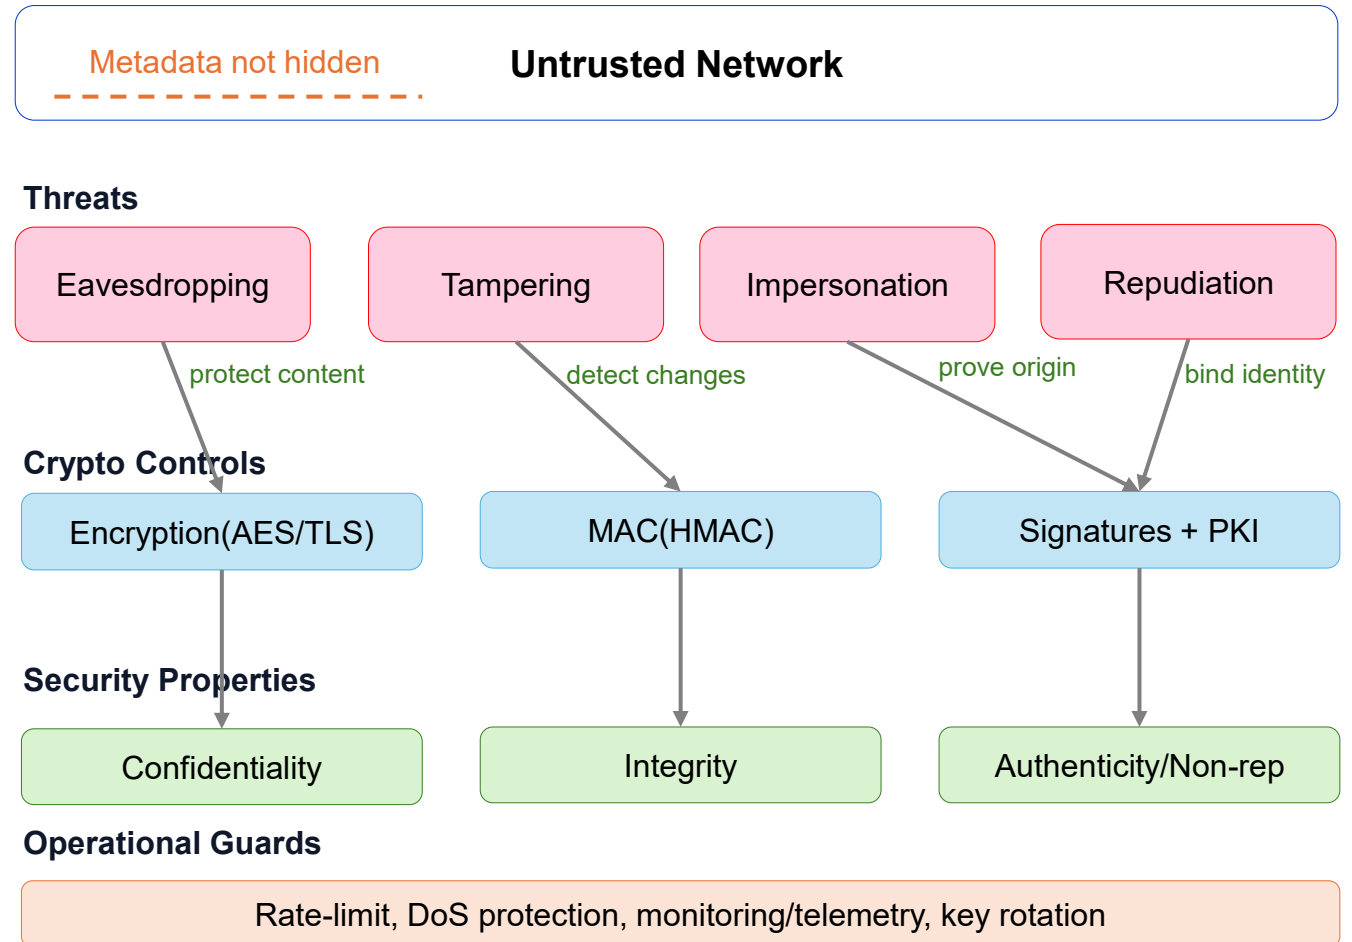 Metadata not hidden
Untrusted Network
Threats
Eavesdropping
Tampering
Impersonation
Repudiation
protect content
detect changes
prove origin
bind identity
Crypto Controls
Encryption(AES/TLS)
MAC(HMAC)
Signatures + PKI
Security Properties
Confidentiality
Integrity
Authenticity/Non-rep
Operational Guards
Rate-limit, DoS protection, monitoring/telemetry, key rotation